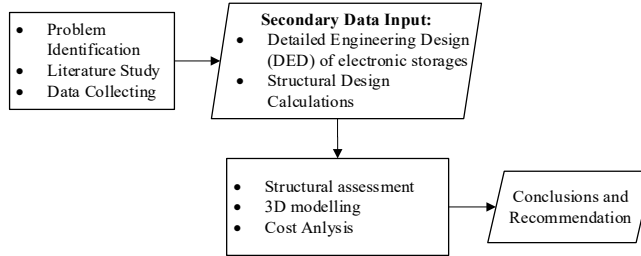 • Problem
Identification
• Literature Study
• Data Collecting
Secondary Data Input:
• Detailed Engineering Design
(DED) of electronic storages
• Structural Design
Calculations
• Structural assessment
• 3D modelling
• Cost Anlysis
Conclusions and
Recommendation